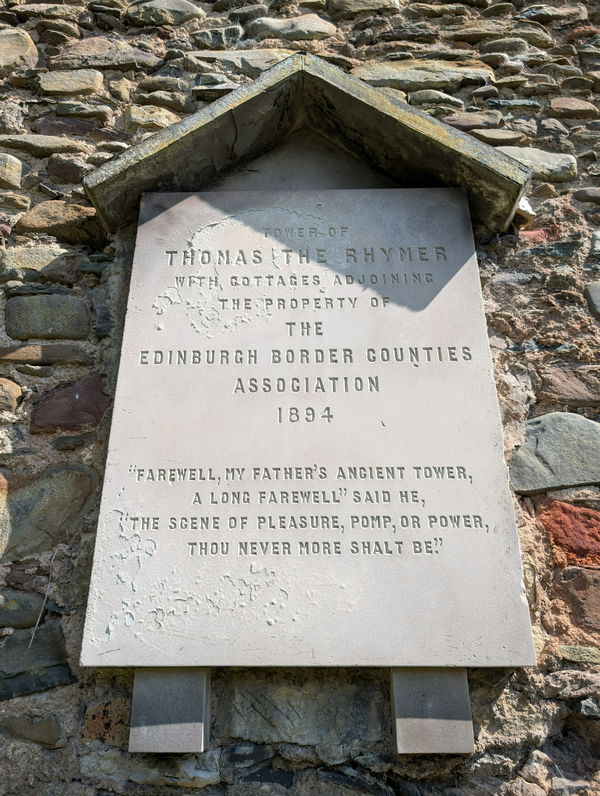 TOWER OF
THOMAS THE RHYMER
WITH COTTAGES ADJOINING
THE PROPERTY OF
THE
EDINBURGH BORDER COUNTIES
ASSOCIATION
1894
"FAREWELL, MY FATHER'S ANCIENT TOWER,
A LONG FAREWELL" SAID HE,
"THE SCENE OF PLEASURE, POMP, OR POWER,
THOU NEVER MORE SHALT BE."